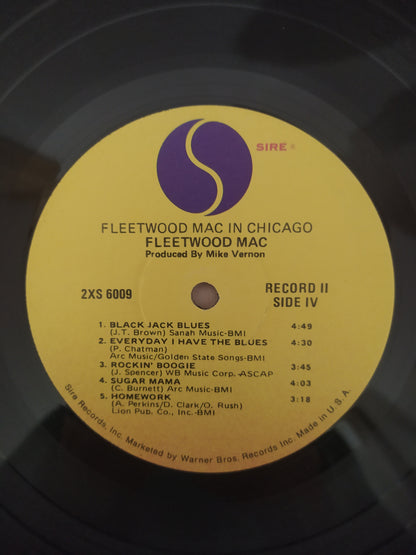 SIRE
FLEETWOOD MAC IN CHICAGO
FLEETWOOD MAC
Produced By Mike Vernon
2XS 6009
RECORD II
SIDE IV
1. BLACK JACK BLUES 4:49
(J.T. Brown) Sanah Music-BMI
2. EVERYDAY I HAVE THE BLUES 4:30
(P. Chatman)
Arc Music/Golden State Songs-BMI
3. ROCKIN' BOOGIE 3:45
(J. Spencer) WB Music Corp. -ASCAP
4. SUGAR MAMA 4:03
(C. Burnett) Arc Music-BMI
5. HOMEWORK 3:18
(A. Perkins/D. Clark/O. Rush)
Lion Pub. Co., Inc.-BMI
Sire Records, Inc. Marketed by Warner Bros. Records Inc. Made in U.S.A.